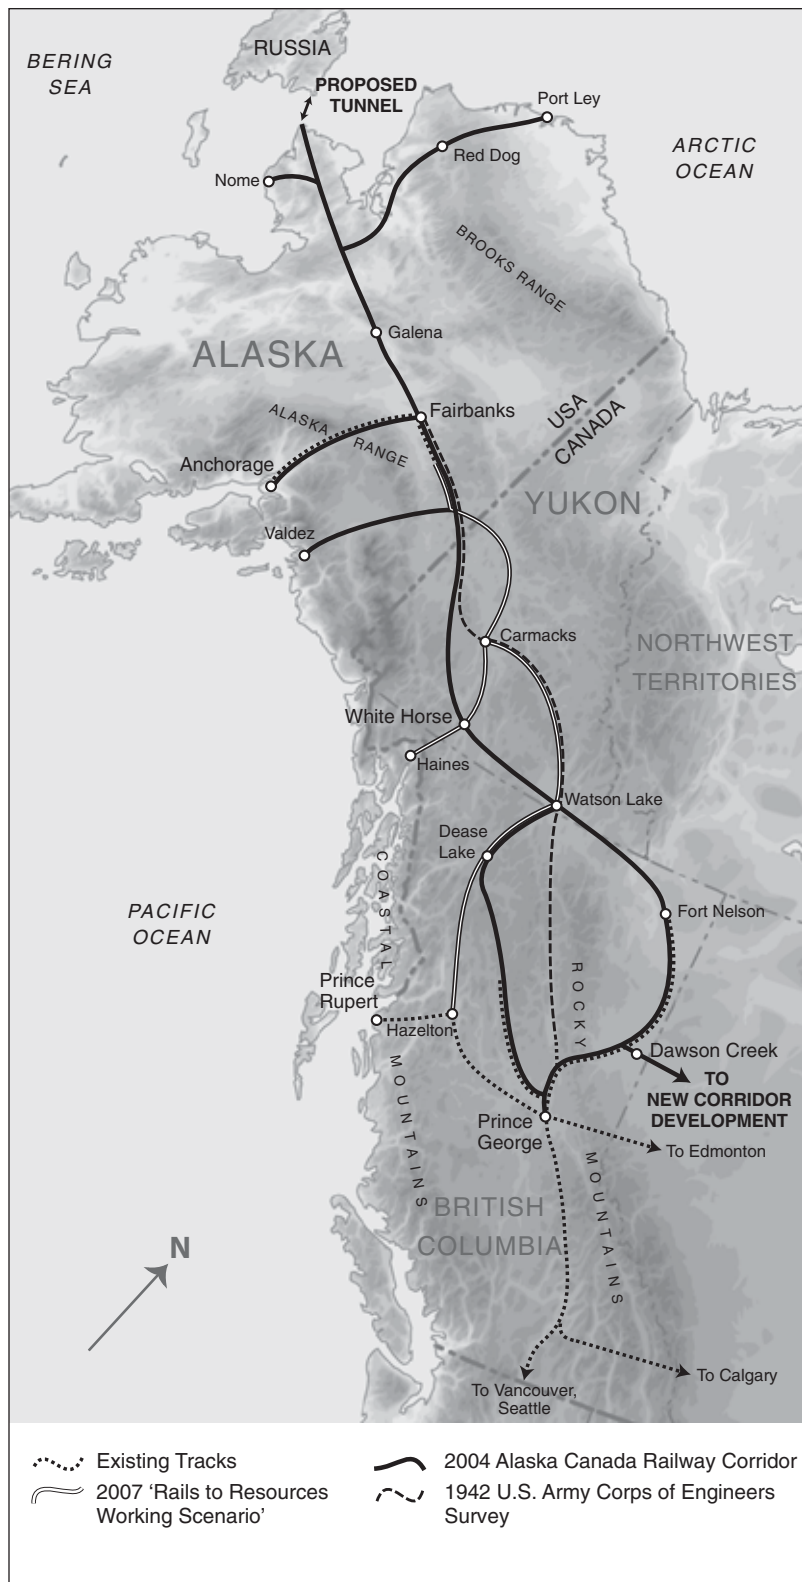 RUSSIA
BERING
SEA
PROPOSED
TUNNEL
Port Ley
ARCTIC
OCEAN
Red Dog
Nome
BROOKS RANGE
Galena
ALASKA
USA
CANADA
Fairbanks
ALASKA RANGE
Anchorage
YUKON
Valdez
Carmacks
NORTHWEST
TERRITORIES
White Horse
Haines
Watson Lake
Dease
Lake
COASTAL
MOUNTAINS
PACIFIC
OCEAN
Fort Nelson
ROCKY
MOUNTAINS
Prince
Rupert
Hazelton
Dawson Creek
TO
NEW CORRIDOR
DEVELOPMENT
Prince
George
To Edmonton
BRITISH
COLUMBIA
N
To Calgary
To Vancouver,
Seattle
Existing Tracks
2007 ‘Rails to Resources
Working Scenario’
2004 Alaska Canada Railway Corridor
1942 U.S. Army Corps of Engineers
Survey